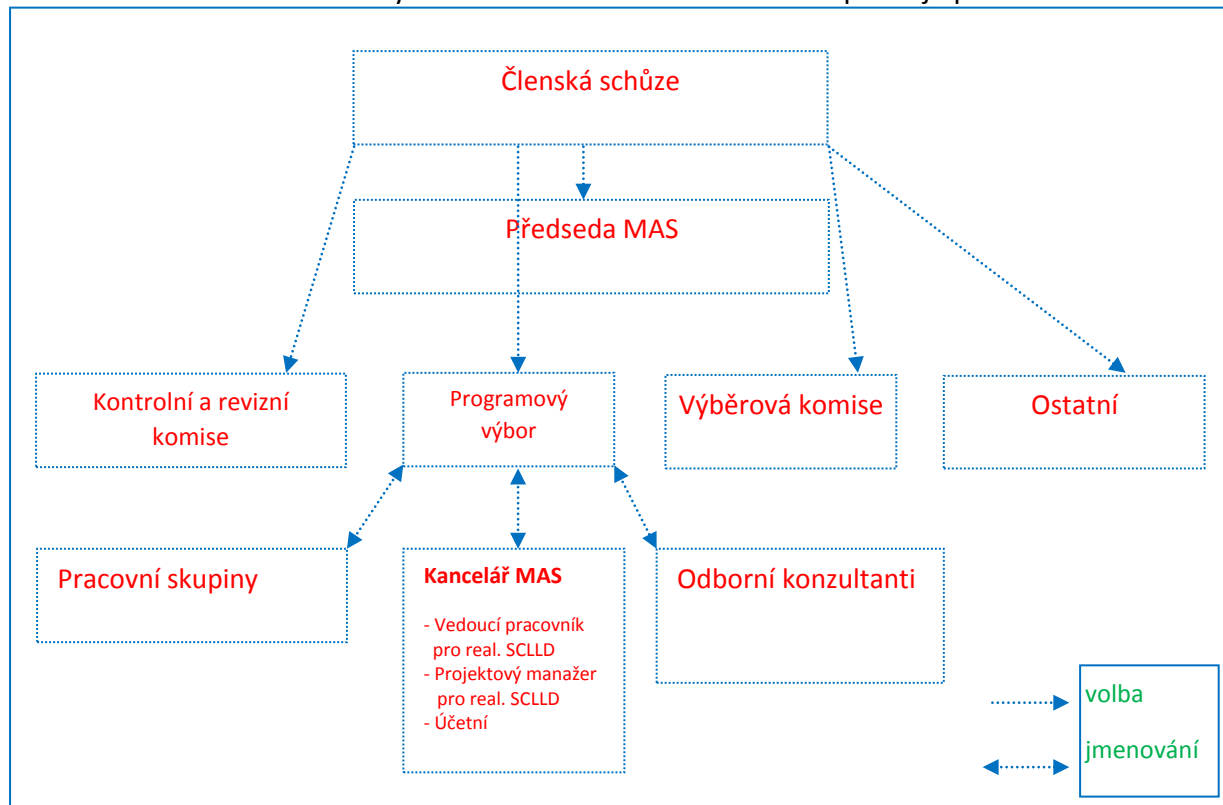 Členská schůze
Předseda MAS
Kontrolní a revizní
komise
Programový
výbor
Výběrová komise
Ostatní
Pracovní skupiny
Kancelář MAS
- Vedoucí pracovník
pro real. SCLLD
- Projektový manažer
pro real. SCLLD
- Účetní
Odborní konzultanti
volba
jmenování